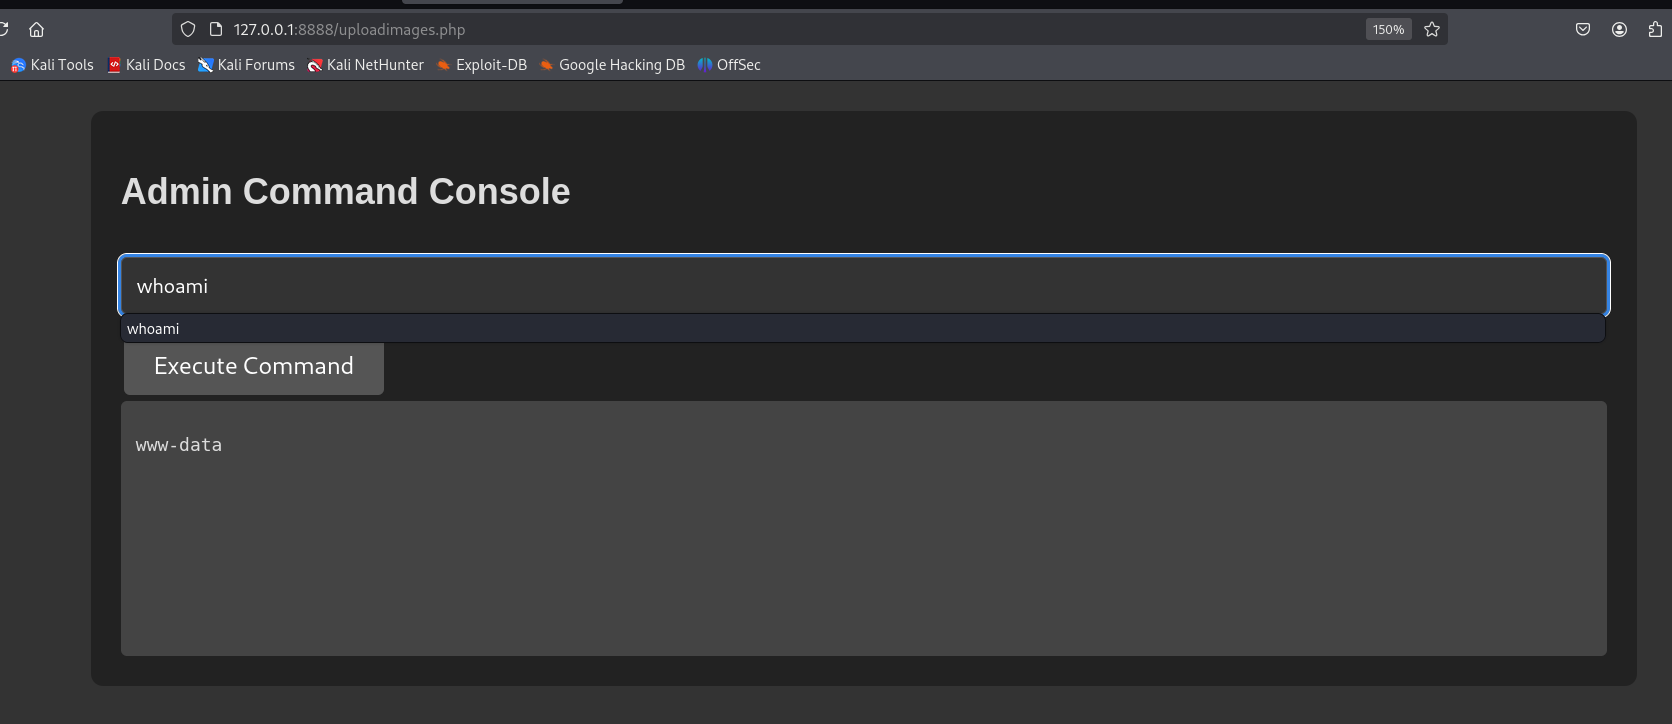 127.0.0.1:8888/uploadimages.php 150%
Kali Tools Kali Docs Kali Forums Kali NetHunter Exploit-DB Google Hacking DB OffSec
Admin Command Console
whoami
whoami
Execute Command
www-data